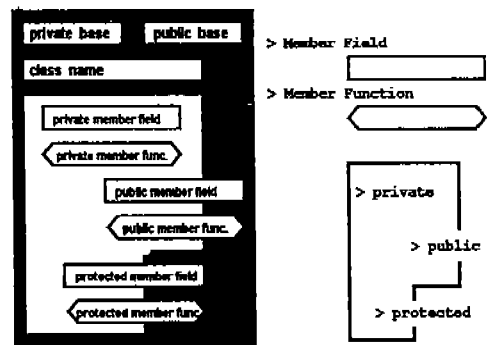 private base
public base
class name
private member field
private member func.
public member field
public member func.
protected member field
protected member func
> Member Field
> Member Function
> private
> public
> protected